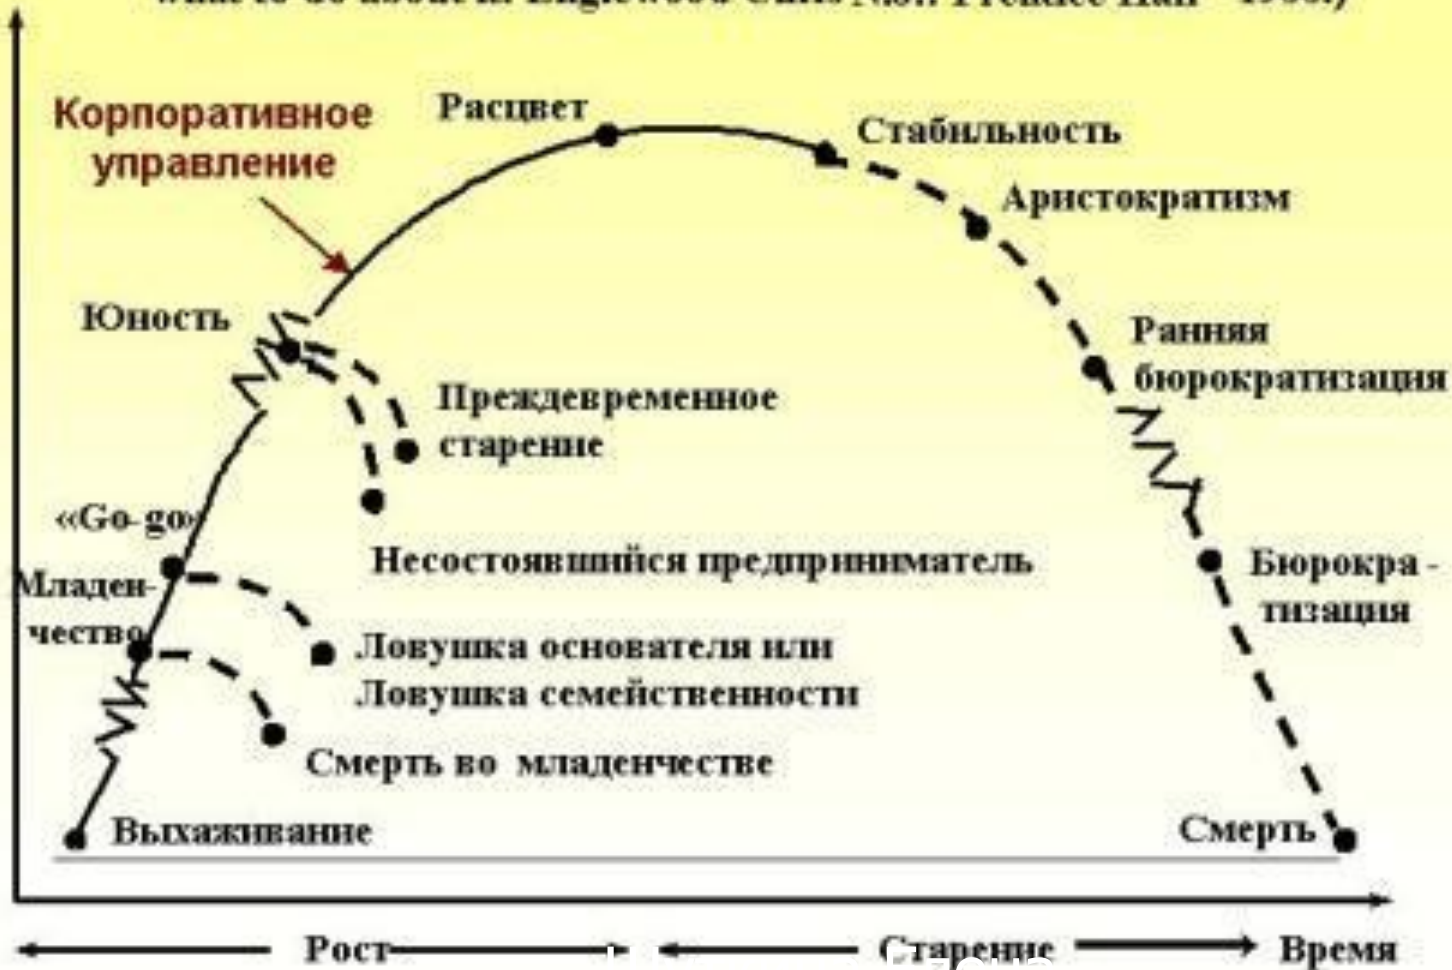 Корпоративное
управление
Расцвет
Стабильность
Аристократизм
Юность
Ранняя
бюрократизация
Преждевременное
старение
«Go-go»
Несостоявшийся предприниматель
Младен-
чество
Бюрокра -
тизация
Ловушка основателя или
Ловушка семейственности
Смерть во младенчестве
Выхаживание
Смерть
Рост
Старение
Время